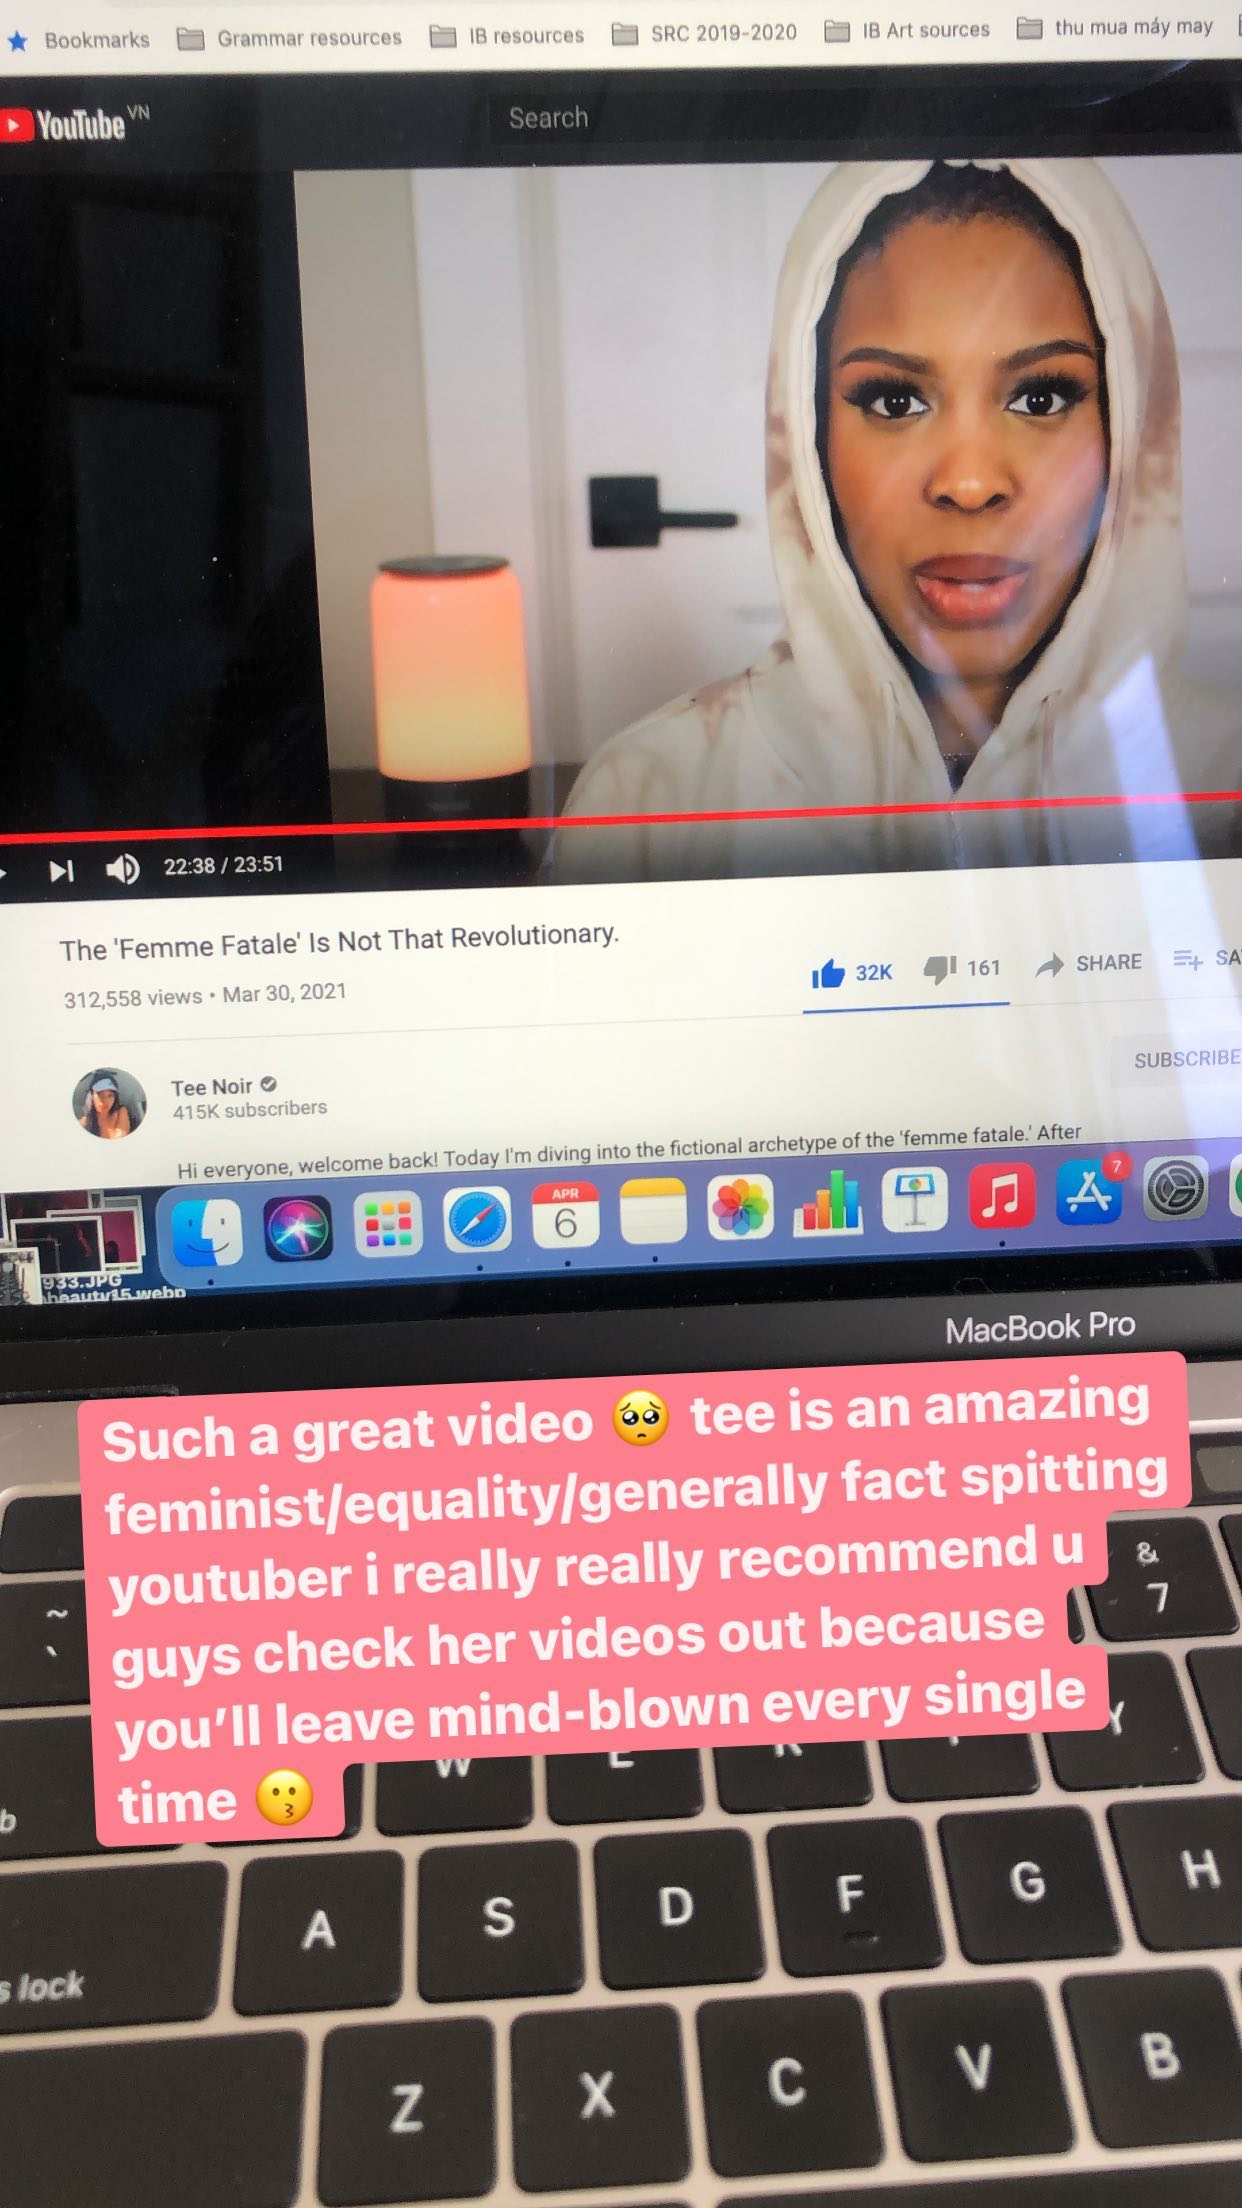 Bookmarks Grammar resources IB resources SRC 2019-2020 IB Art sources thu mua máy may
YouTube VN Search
22:38 / 23:51
The 'Femme Fatale' Is Not That Revolutionary.
312,558 views • Mar 30, 2021 32K 161 SHARE SA
Tee Noir SUBSCRIBE
415K subscribers
Hi everyone, welcome back! Today I'm diving into the fictional archetype of the 'femme fatale.' After
APR
6
7
933.JPG
beauty15.webp
MacBook Pro
Such a great video 🥺 tee is an amazing
feminist/equality/generally fact spitting
youtuber i really really recommend u
guys check her videos out because
you’ll leave mind-blown every single
time 😗
&
7
~
`
W E R Y
b
A S D F G H
s lock
Z X C V B